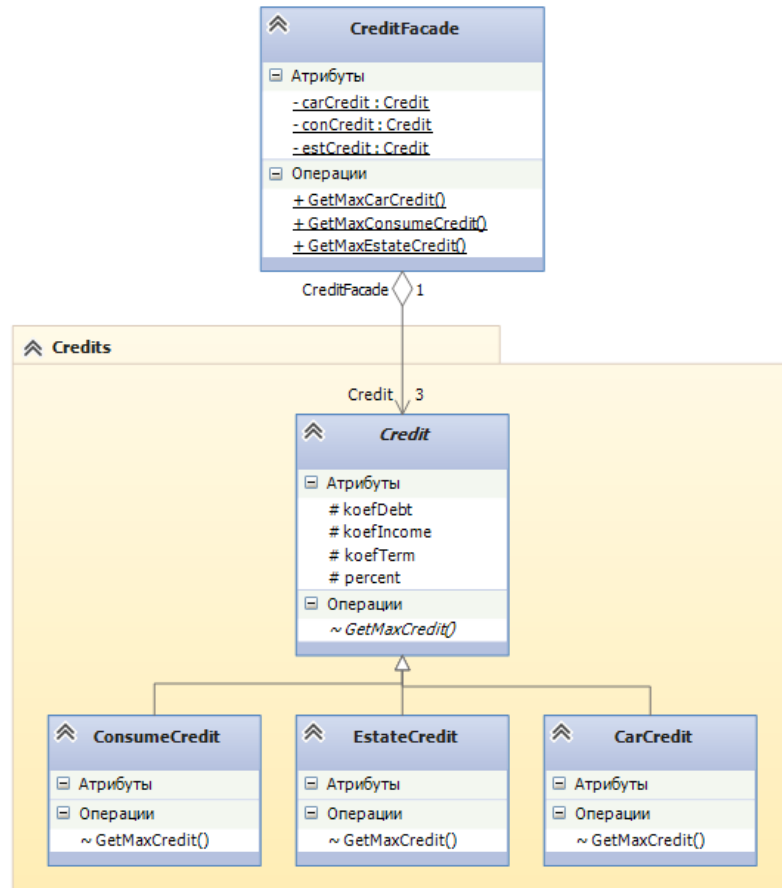 CreditFacade
Атрибуты
- carCredit : Credit
- conCredit : Credit
- estCredit : Credit
Операции
+ GetMaxCarCredit()
+ GetMaxConsumeCredit()
+ GetMaxEstateCredit()
CreditFacade 1
Credits
Credit 3
Credit
Атрибуты
# koefDebt
# koefIncome
# koefTerm
# percent
Операции
~ GetMaxCredit()
ConsumeCredit
Атрибуты
Операции
~ GetMaxCredit()
EstateCredit
Атрибуты
Операции
~ GetMaxCredit()
CarCredit
Атрибуты
Операции
~ GetMaxCredit()